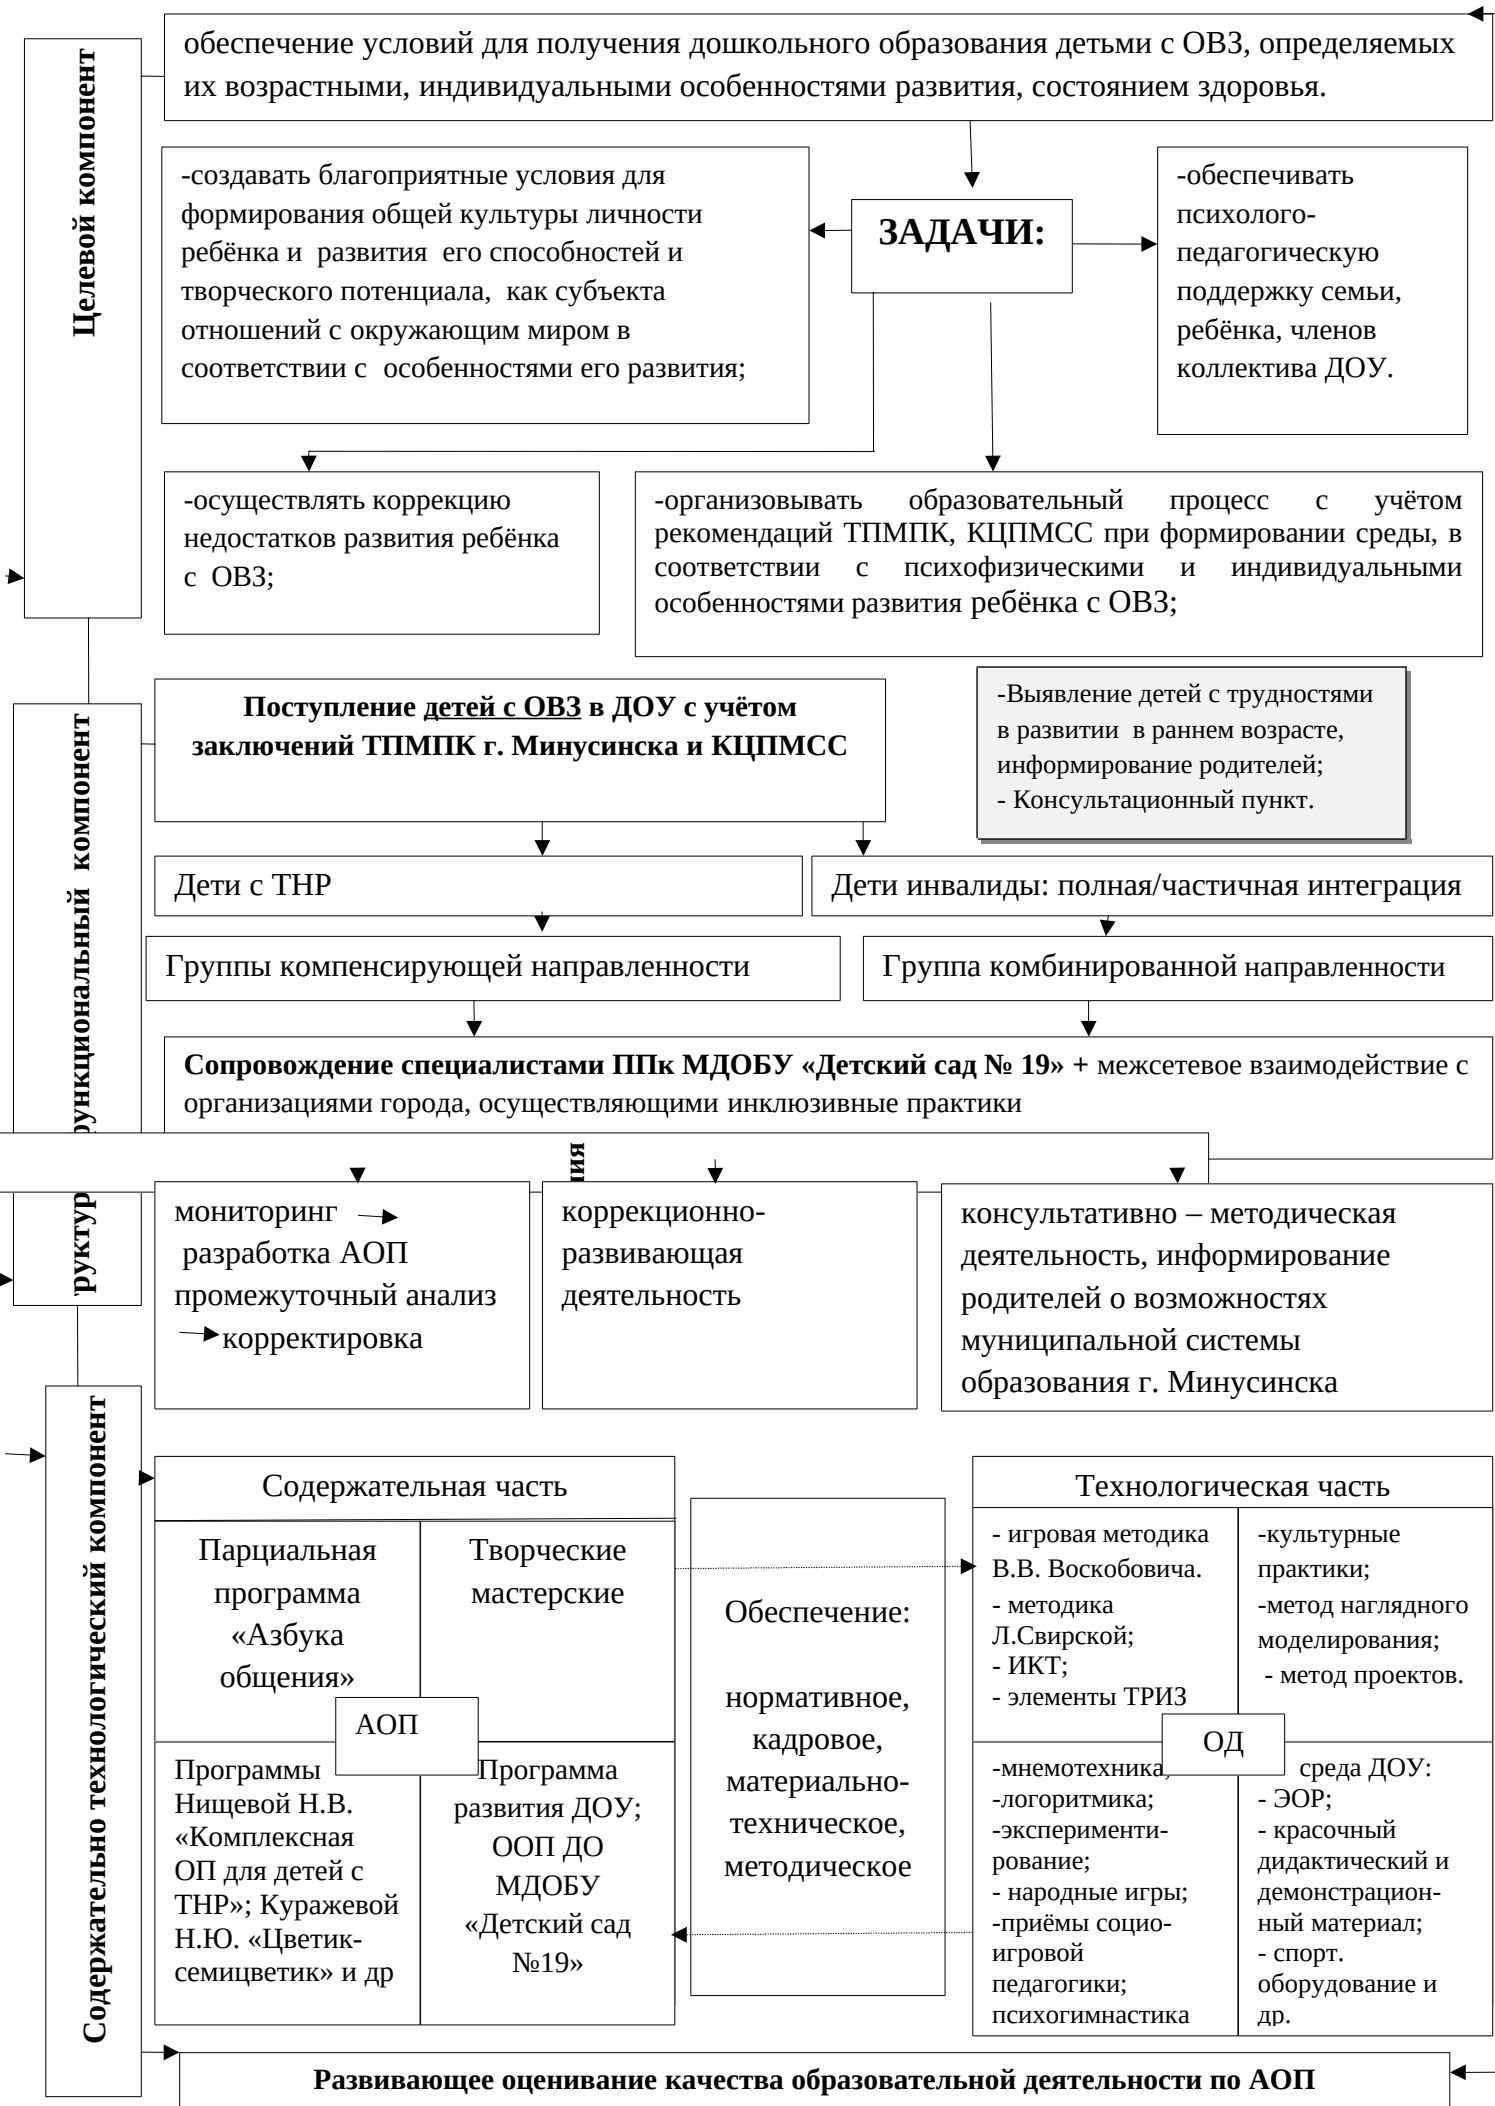 Целевой компонент
обеспечение условий для получения дошкольного образования детьми с ОВЗ, определяемых
их возрастными, индивидуальными особенностями развития, состоянием здоровья.
-создавать благоприятные условия для
формирования общей культуры личности
ребёнка и развития его способностей и
творческого потенциала, как субъекта
отношений с окружающим миром в
соответствии с особенностями его развития;
ЗАДАЧИ:
-обеспечивать
психолого-
педагогическую
поддержку семьи,
ребёнка, членов
коллектива ДОУ.
-осуществлять коррекцию
недостатков развития ребёнка
с ОВЗ;
-организовывать образовательный процесс с учётом
рекомендаций ТПМПК, КЦПМСС при формировании среды, в
соответствии с психофизическими и индивидуальными
особенностями развития ребёнка с ОВЗ;
компонент
Поступление детей с ОВЗ в ДОУ с учётом
заключений ТПМПК г. Минусинска и КЦПМСС
-Выявление детей с трудностями
в развитии в раннем возрасте,
информирование родителей;
- Консультационный пункт.
Дети с ТНР
Дети инвалиды: полная/частичная интеграция
Группы компенсирующей направленности
Группа комбинированной направленности
Сопровождение специалистами ППк МДОБУ «Детский сад № 19» + межсетевое взаимодействие с
организациями города, осуществляющими инклюзивные практики
мониторинг
разработка АОП
промежуточный анализ
корректировка
коррекционно-
развивающая
деятельность
консультативно – методическая
деятельность, информирование
родителей о возможностях
муниципальной системы
образования г. Минусинска
Содержательно технологический компонент
Содержательная часть
Парциальная
программа
«Азбука
общения»
Творческие
мастерские
АОП
Программы
Нищевой Н.В.
«Комплексная
ОП для детей с
ТНР»; Куражевой
Н.Ю. «Цветик-
семицветик» и др
Программа
развития ДОУ;
ООП ДО
МДОБУ
«Детский сад
№19»
Обеспечение:
нормативное,
кадровое,
материально-
техническое,
методическое
Технологическая часть
- игровая методика
В.В. Воскобовича.
- методика
Л.Свирской;
- ИКТ;
- элементы ТРИЗ
-культурные
практики;
-метод наглядного
моделирования;
- метод проектов.
ОД
-мнемотехника;
-логоритмика;
-эксперименти-
рование;
- народные игры;
-приёмы социо-
игровой
педагогики;
психогимнастика
среда ДОУ:
- ЭОР;
- красочный
дидактический и
демонстрацион-
ный материал;
- спорт.
оборудование и
др.
Развивающее оценивание качества образовательной деятельности по АОП